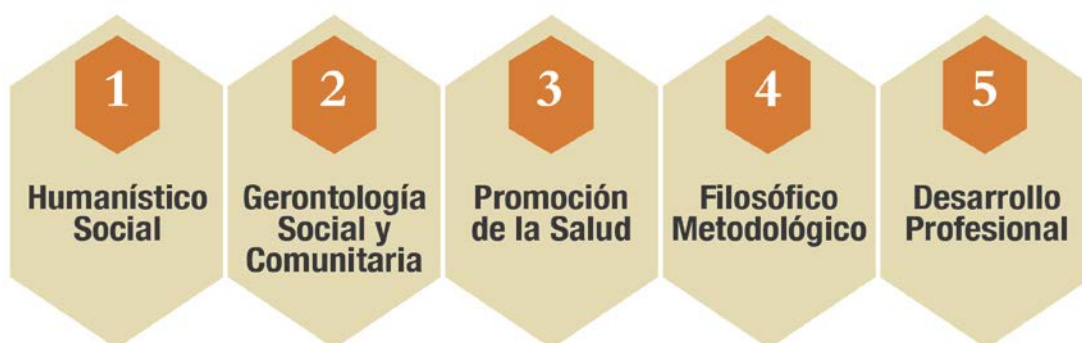 1
Humanístico
Social
2
Gerontología
Social y
Comunitaria
3
Promoción
de la Salud
4
Filosófico
Metodológico
5
Desarrollo
Profesional